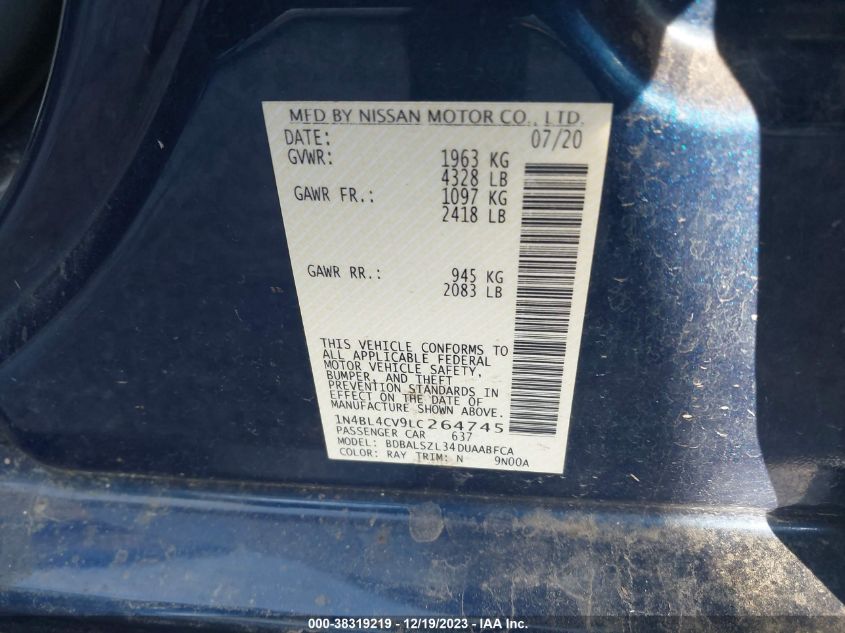 MFD BY NISSAN MOTOR CO., LTD.
DATE: 07/20
GVWR: 1963 KG
4328 LB
GAWR FR.: 1097 KG
2418 LB
GAWR RR.: 945 KG
2083 LB
THIS VEHICLE CONFORMS TO
ALL APPLICABLE FEDERAL
MOTOR VEHICLE SAFETY,
BUMPER, AND THEFT
PREVENTION STANDARDS IN
EFFECT ON THE DATE OF
MANUFACTURE SHOWN ABOVE.
1N4BL4CV9LC264745
PASSENGER CAR 637
MODEL: BDBALSZL34DUAABFCA
COLOR: RAY TRIM: N 9N00A
000-38319219 - 12/19/2023 - IAA Inc.